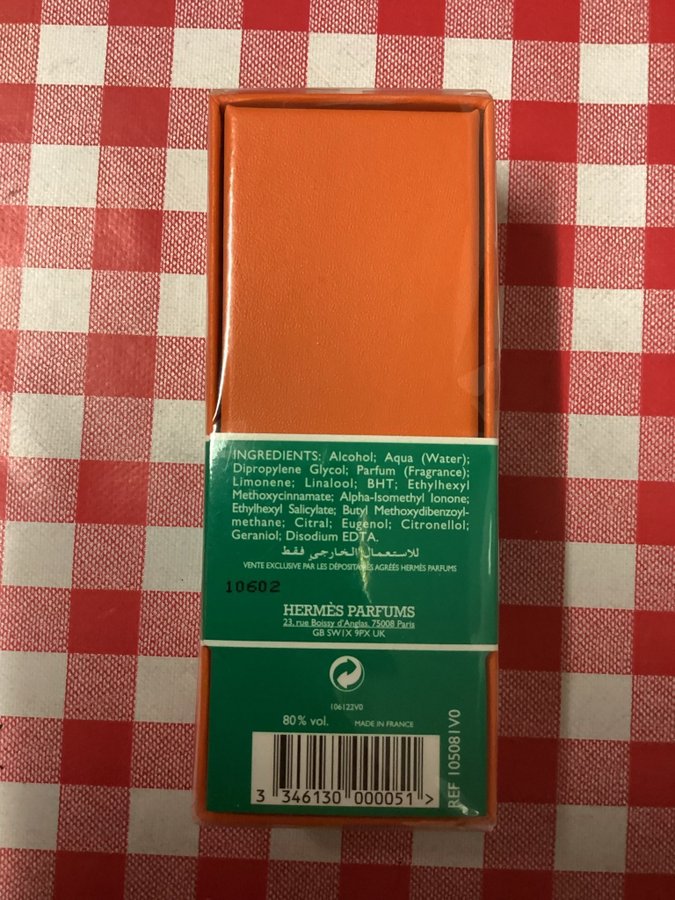 INGREDIENTS: Alcohol; Aqua (Water);
Dipropylene Glycol; Parfum (Fragrance);
Limonene; Linalool; BHT; Ethylhexyl
Methoxycinnamate; Alpha-Isomethyl Ionone;
Ethylhexyl Salicylate; Butyl Methoxydibenzoyl-
methane; Citral; Eugenol; Citronellol;
Geraniol; Disodium EDTA.
للاستعمال الخارجي فقط
VENTE EXCLUSIVE PAR LES DÉPOSITAIRES AGRÉÉS HERMÈS PARFUMS
10602
HERMÈS PARFUMS
23, rue Boissy d'Anglas, 75008 Paris
GB SW1X 9PX UK
106122V0
80% vol. MADE IN FRANCE
3 346130 000051 >
REF 105081V0